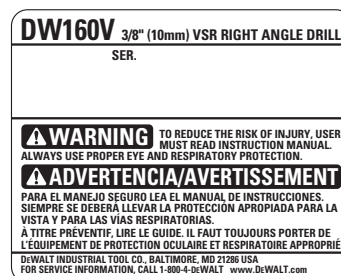 DW160V 3/8" (10mm) VSR RIGHT ANGLE DRILL
SER.
WARNING TO REDUCE THE RISK OF INJURY, USER
MUST READ INSTRUCTION MANUAL.
ALWAYS USE PROPER EYE AND RESPIRATORY PROTECTION.
ADVERTENCIA/AVERTISSEMENT
PARA EL MANEJO SEGURO LEA EL MANUAL DE INSTRUCCIONES.
SIEMPRE SE DEBERÁ LLEVAR LA PROTECCIÓN APROPIADA PARA LA
VISTA Y PARA LAS VÍAS RESPIRATORIAS.
À TITRE PRÉVENTIF, LIRE LE GUIDE. IL FAUT TOUJOURS PORTER DE
L'ÉQUIPEMENT DE PROTECTION OCULAIRE ET RESPIRATOIRE APPROPRIÉ
DEWALT INDUSTRIAL TOOL CO., BALTIMORE, MD 21286 USA
FOR SERVICE INFORMATION, CALL 1-800-4-DEWALT www.DEWALT.com